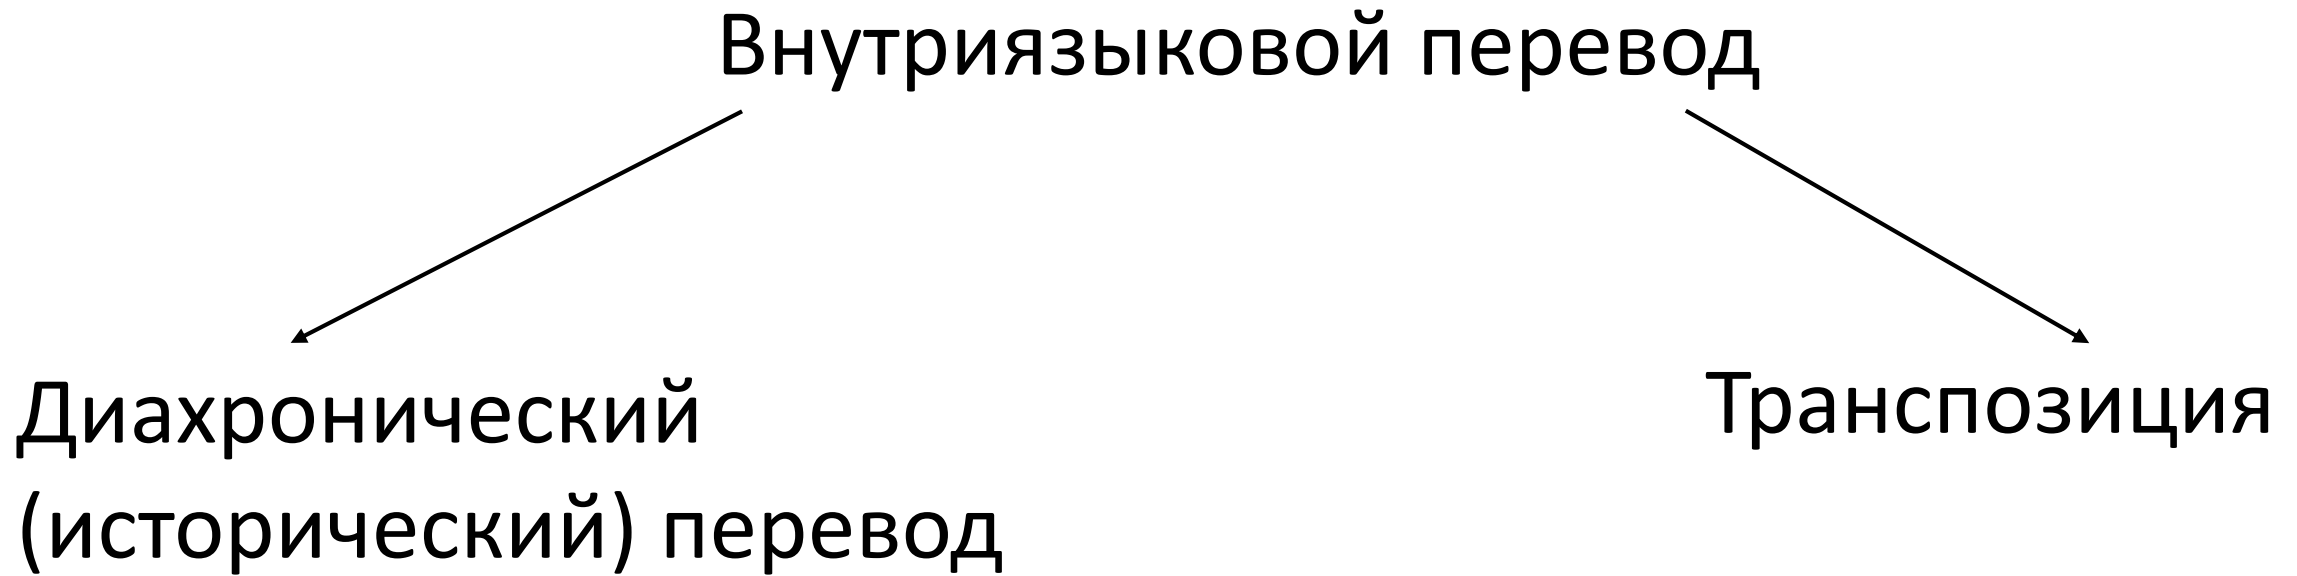 Внутриязыковой перевод
Диахронический
(исторический) перевод
Транспозиция